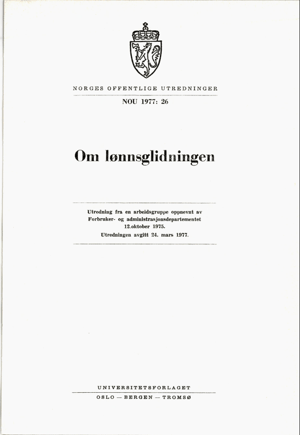 NORGES OFFENTLIGE UTREDNINGER
NOU 1977: 26
Om lønnsglidningen
Utredning fra en arbeidsgruppe oppnevnt av
Forbruker- og administrasjonsdepartementet
12.oktober 1975.
Utredningen avgitt 24. mars 1977.
UNIVERSITETSFORLAGET
OSLO — BERGEN — TROMSØ